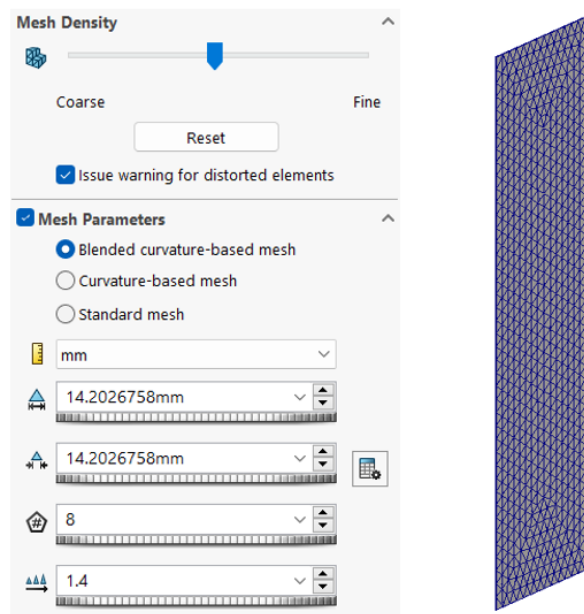 Mesh Density
Coarse Fine
Reset
Issue warning for distorted elements
Mesh Parameters
Blended curvature-based mesh
Curvature-based mesh
Standard mesh
mm
14.2026758mm
14.2026758mm
#
8
1.4